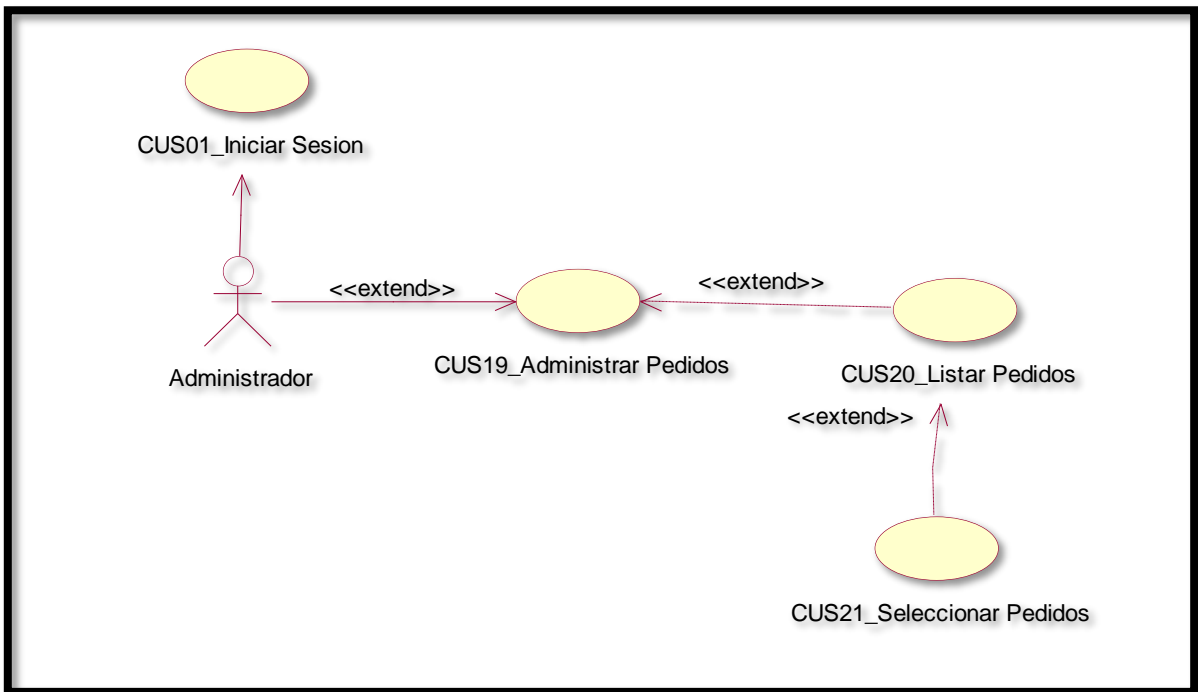 CUS01_Iniciar Sesion
<<extend>>
<<extend>>
Administrador
CUS19_Administrar Pedidos
CUS20_Listar Pedidos
<<extend>>
CUS21_Seleccionar Pedidos